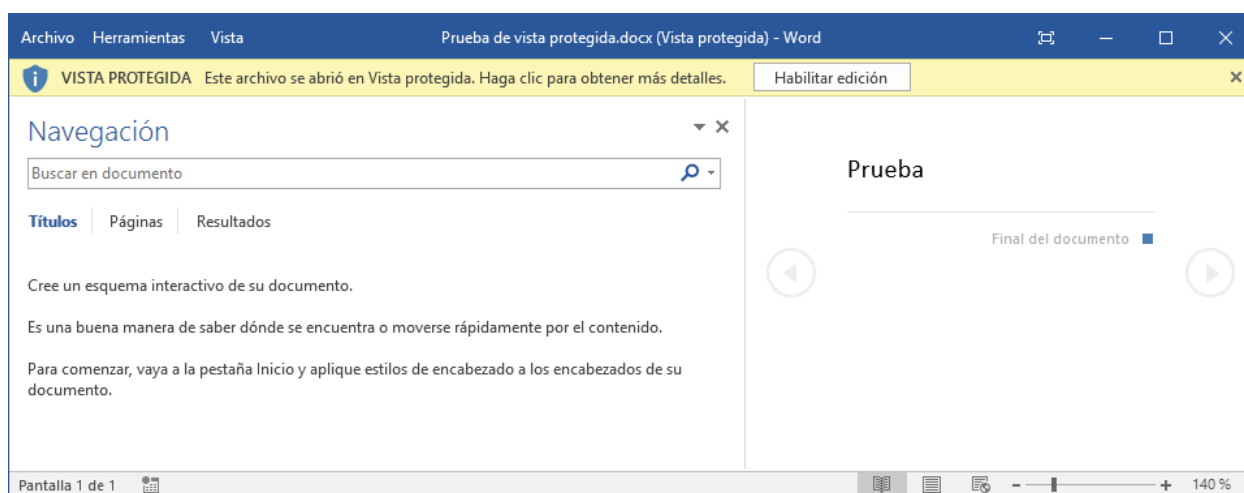 Archivo Herramientas Vista Prueba de vista protegida.docx (Vista protegida) - Word
VISTA PROTEGIDA Este archivo se abrió en Vista protegida. Haga clic para obtener más detalles. Habilitar edición
Navegación
Buscar en documento
Títulos Páginas Resultados
Cree un esquema interactivo de su documento.
Es una buena manera de saber dónde se encuentra o moverse rápidamente por el contenido.
Para comenzar, vaya a la pestaña Inicio y aplique estilos de encabezado a los encabezados de su
documento.
Prueba
Final del documento
Pantalla 1 de 1 140 %